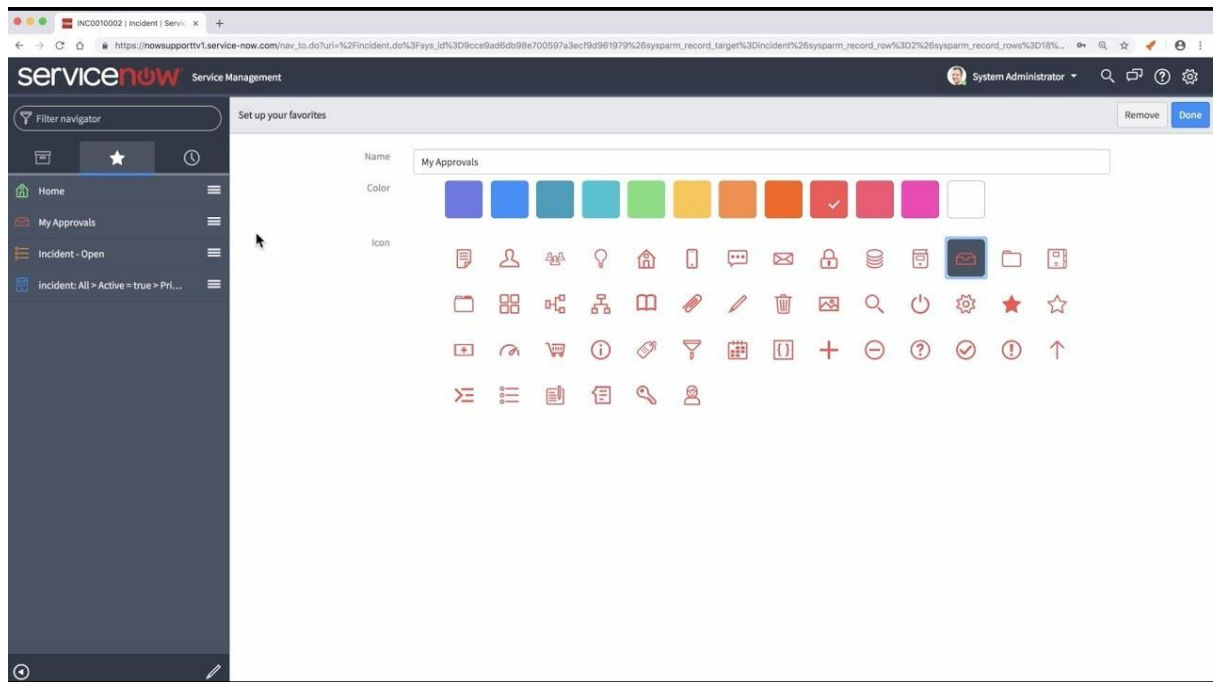 INC0010002 | Incident | Servic
https://nowsupporttv1.service-now.com/nav_to.do?uri=%2Fincident.do%3Fsys_id%3D9cce9ad6db98e700597a3ecf9d961979%26sysparm_record_target%3Dincident%26sysparm_record_row%3D2%26sysparm_record_rows%3D18%...
servicenow Service Management
System Administrator
Filter navigator
Set up your favorites
Remove
Done
Home
My Approvals
Incident - Open
incident: All > Active = true > Pri...
Name
My Approvals
Color
Icon